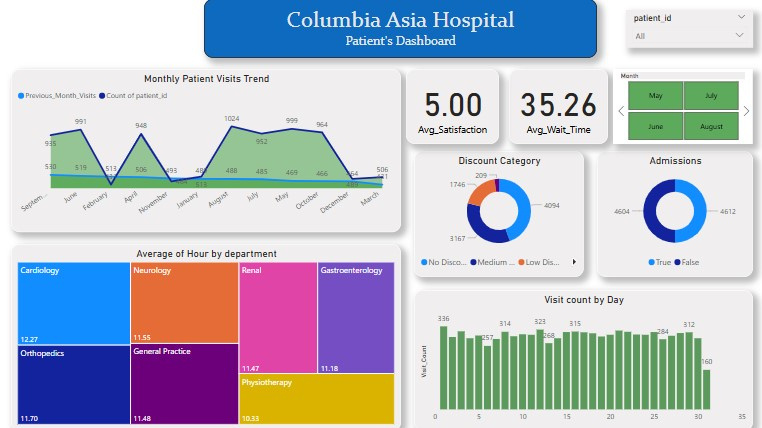 Columbia Asia Hospital
Patient's Dashboard
patient_id
All
Monthly Patient Visits Trend
Previous_Month_Visits Count of patient_id
935
991
513
948
493
1024
952
999
964
464
506
530
519
506
488
485
469
466
Septem... June February April November January August July May October December March
5.00
Avg_Satisfaction
35.26
Avg_Wait_Time
Month
May July
June August
Discount Category
209
1746
4094
3167
No Disco... Medium ... Low Dis...
Admissions
4604
4612
True False
Average of Hour by department
Cardiology
12.27
Neurology
11.55
Renal
11.47
Gastroenterology
11.18
Orthopedics
11.70
General Practice
11.48
Physiotherapy
10.33
Visit count by Day
Visit_Count
336
257
314
323
268
315
284
312
160
0 5 10 15 20 25 30 35